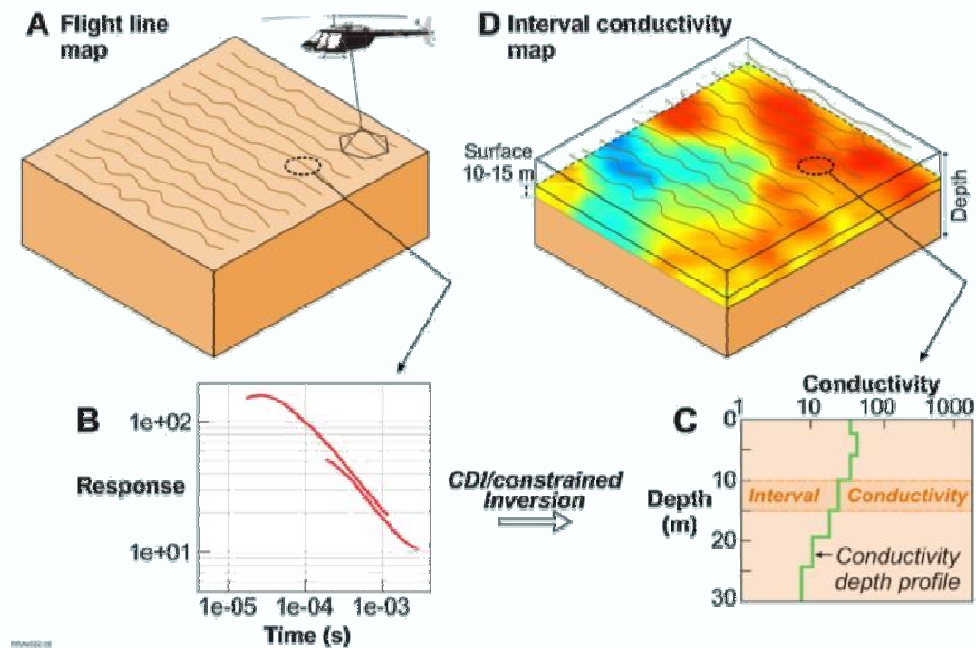 A Flight line
map
D Interval conductivity
map
Surface
10-15 m
Depth
B
1e+02
Response
1e+01
1e-05 1e-04 1e-03
Time (s)
CDI/constrained
Inversion
C
Conductivity
1 10 100 1000
0
10
Interval Conductivity
Depth
(m)
20
Conductivity
depth profile
30